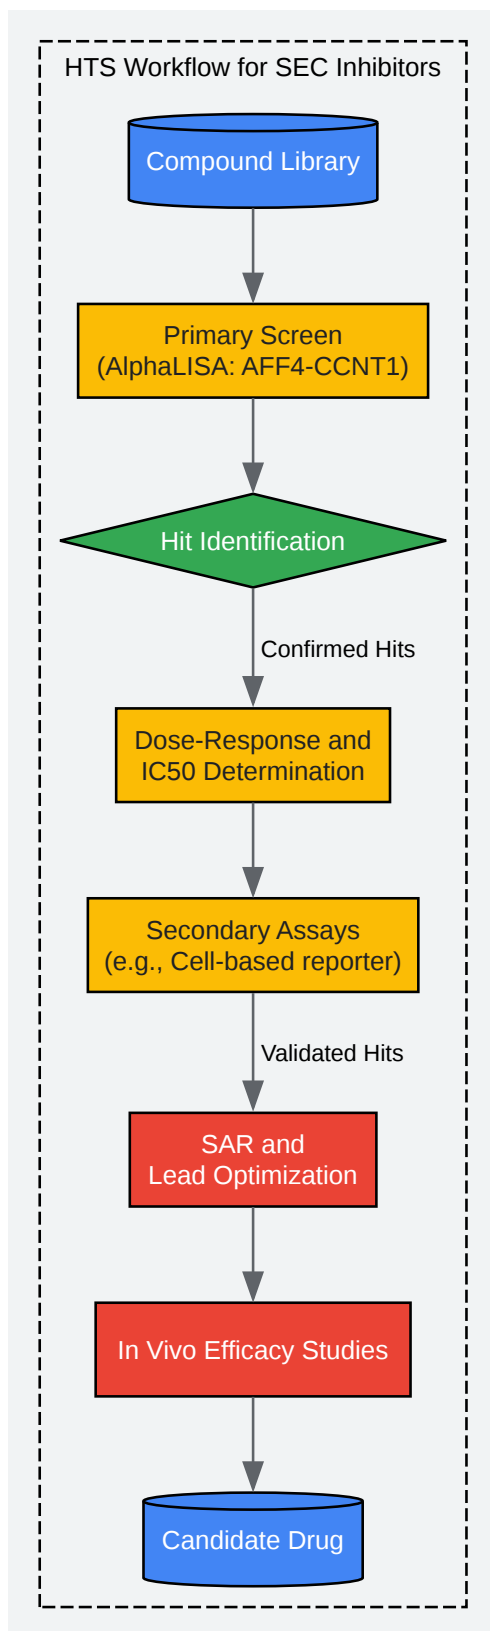 HTS Workflow for SEC Inhibitors
Compound Library
Primary Screen
(AlphaLISA: AFF4-CCNT1)
Hit Identification
Confirmed Hits
Dose-Response and
IC50 Determination
Secondary Assays
(e.g., Cell-based reporter)
Validated Hits
SAR and
Lead Optimization
In Vivo Efficacy Studies
Candidate Drug